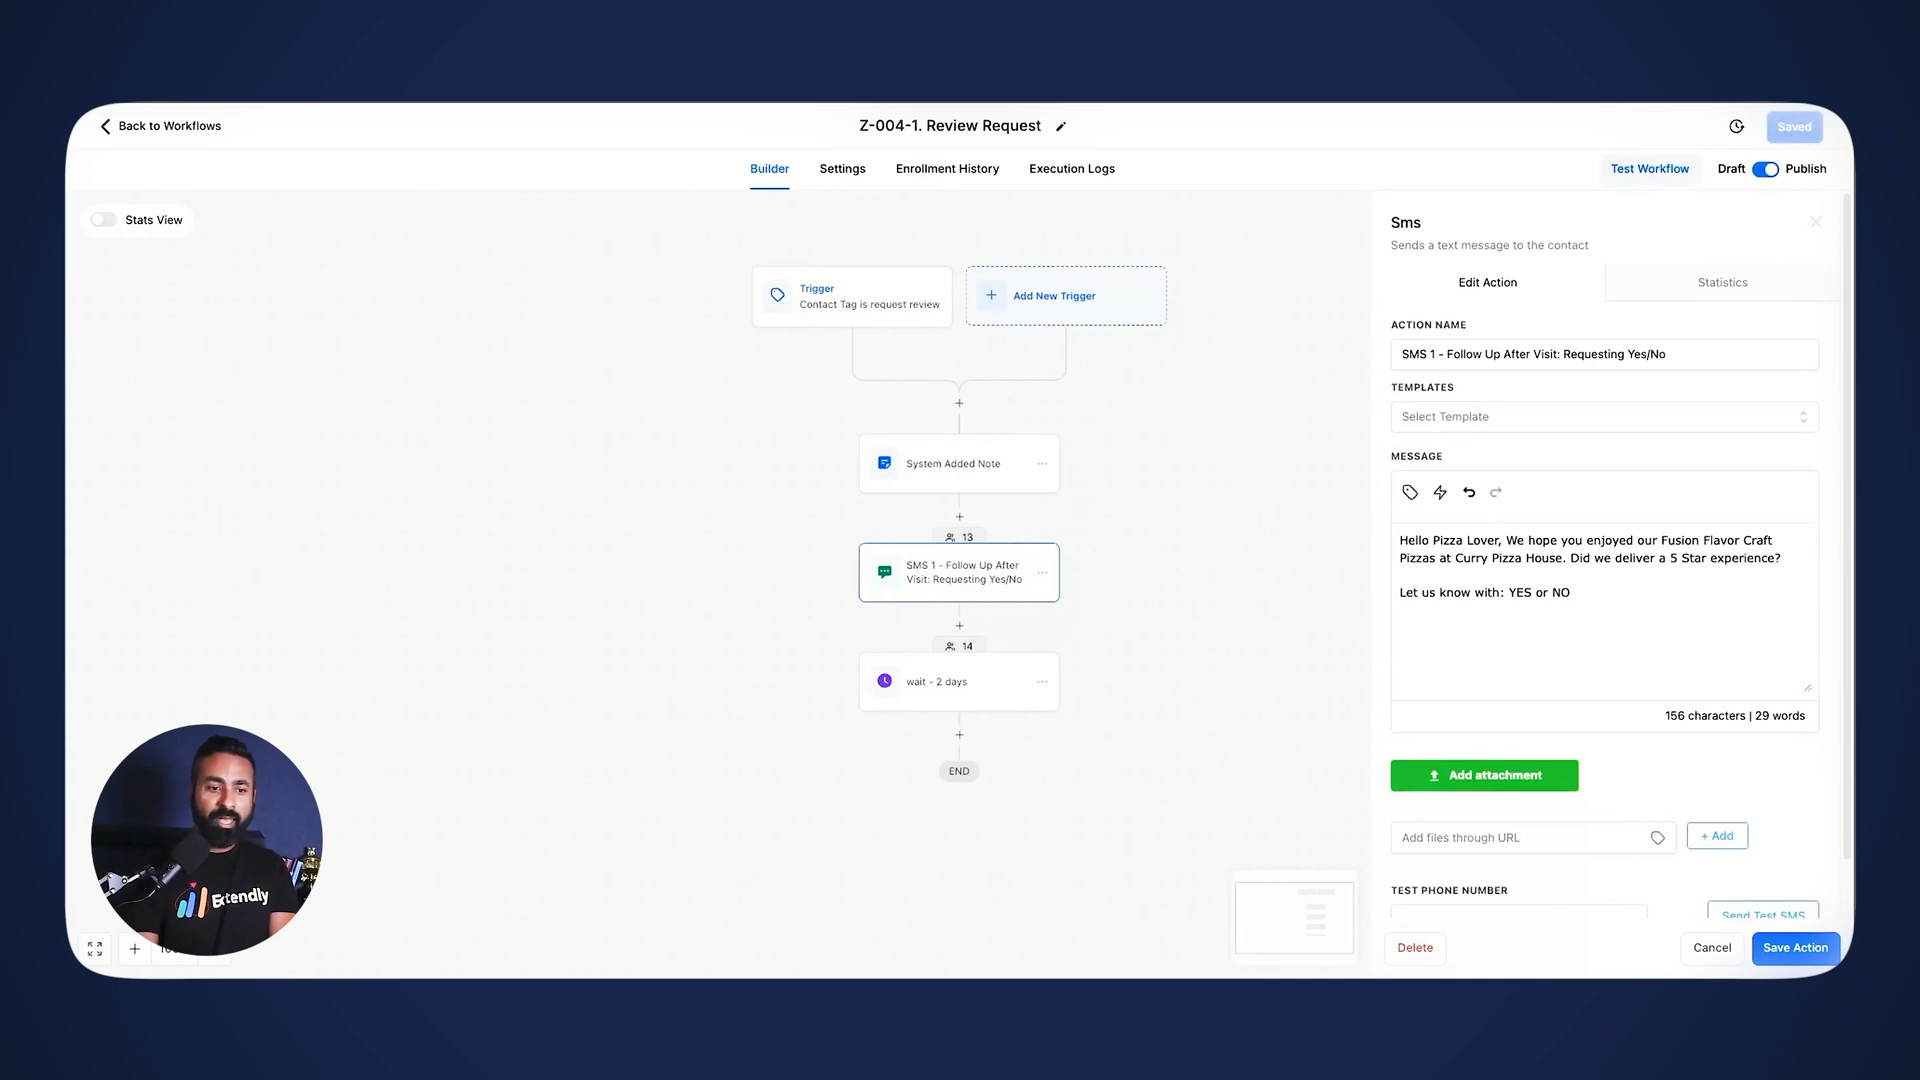 Back to Workflows
Z-004-1. Review Request
Saved
Builder
Settings
Enrollment History
Execution Logs
Test Workflow
Draft
Publish
Stats View
Trigger
Contact Tag is request review
Add New Trigger
System Added Note
13
SMS 1 - Follow Up After
Visit: Requesting Yes/No
14
wait - 2 days
END
Sms
Sends a text message to the contact
Edit Action
Statistics
ACTION NAME
SMS 1 - Follow Up After Visit: Requesting Yes/No
TEMPLATES
Select Template
MESSAGE
Hello Pizza Lover, We hope you enjoyed our Fusion Flavor Craft
Pizzas at Curry Pizza House. Did we deliver a 5 Star experience?
Let us know with: YES or NO
156 characters | 29 words
Add attachment
Add files through URL
+ Add
TEST PHONE NUMBER
Send Test SMS
Delete
Cancel
Save Action
Extendly